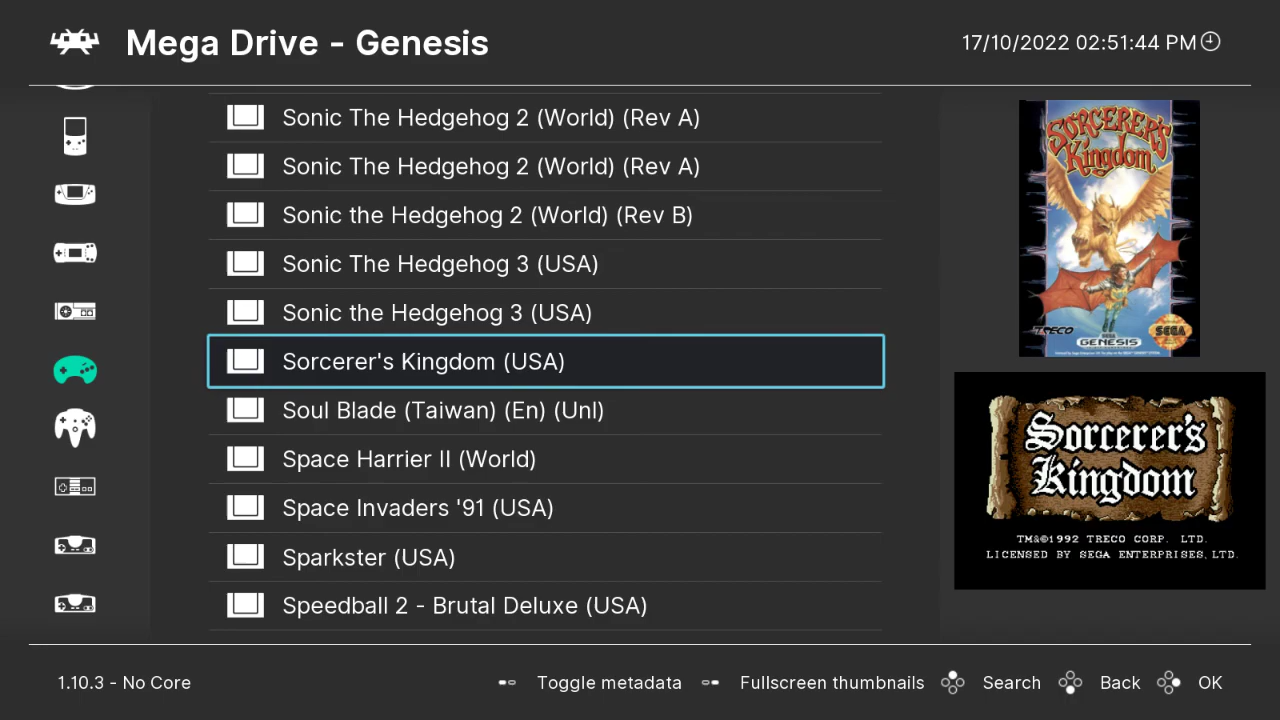 Mega Drive - Genesis
17/10/2022 02:51:44 PM
Sonic The Hedgehog 2 (World) (Rev A)
Sonic The Hedgehog 2 (World) (Rev A)
Sonic the Hedgehog 2 (World) (Rev B)
Sonic The Hedgehog 3 (USA)
Sonic the Hedgehog 3 (USA)
Sorcerer's Kingdom (USA)
Soul Blade (Taiwan) (En) (Unl)
Space Harrier II (World)
Space Invaders '91 (USA)
Sparkster (USA)
Speedball 2 - Brutal Deluxe (USA)
SORCERER'S
Kingdom
TRECO
SEGA
GENESIS
SEGA
Sorcerer's
Kingdom
TM&©1992 TRECO CORP. LTD.
LICENSED BY SEGA ENTERPRISES, LTD.
1.10.3 - No Core
Toggle metadata
Fullscreen thumbnails
Search
Back
OK